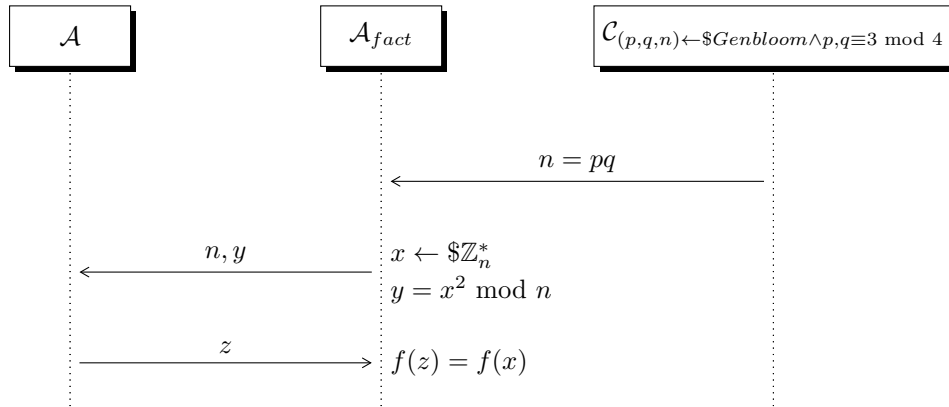 𝒜
𝒜_{fact}
𝒞_{(p,q,n)←$Genbloom∧p,q≡3 mod 4}
n = pq
n, y
x ← $ℤ_n^*
y = x^2 mod n
z
f(z) = f(x)